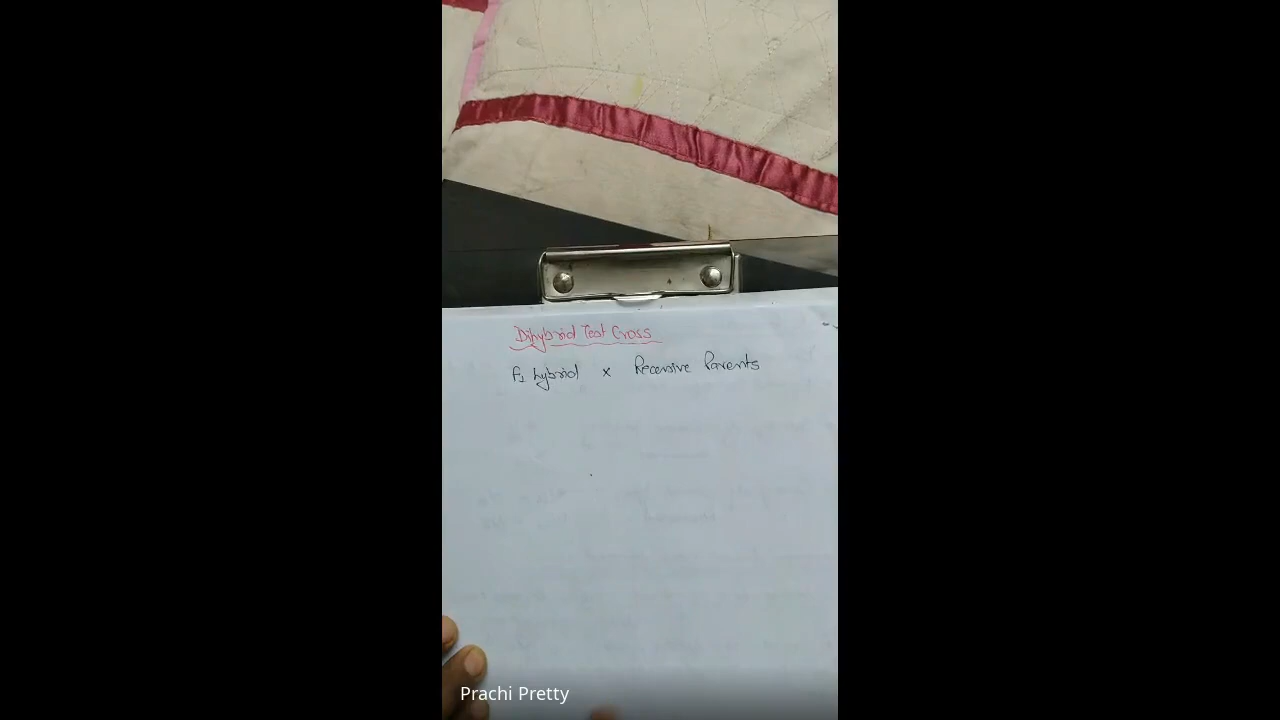 Dihybrid Test Cross
F1 hybrid × Recessive Parents
Prachi Pretty